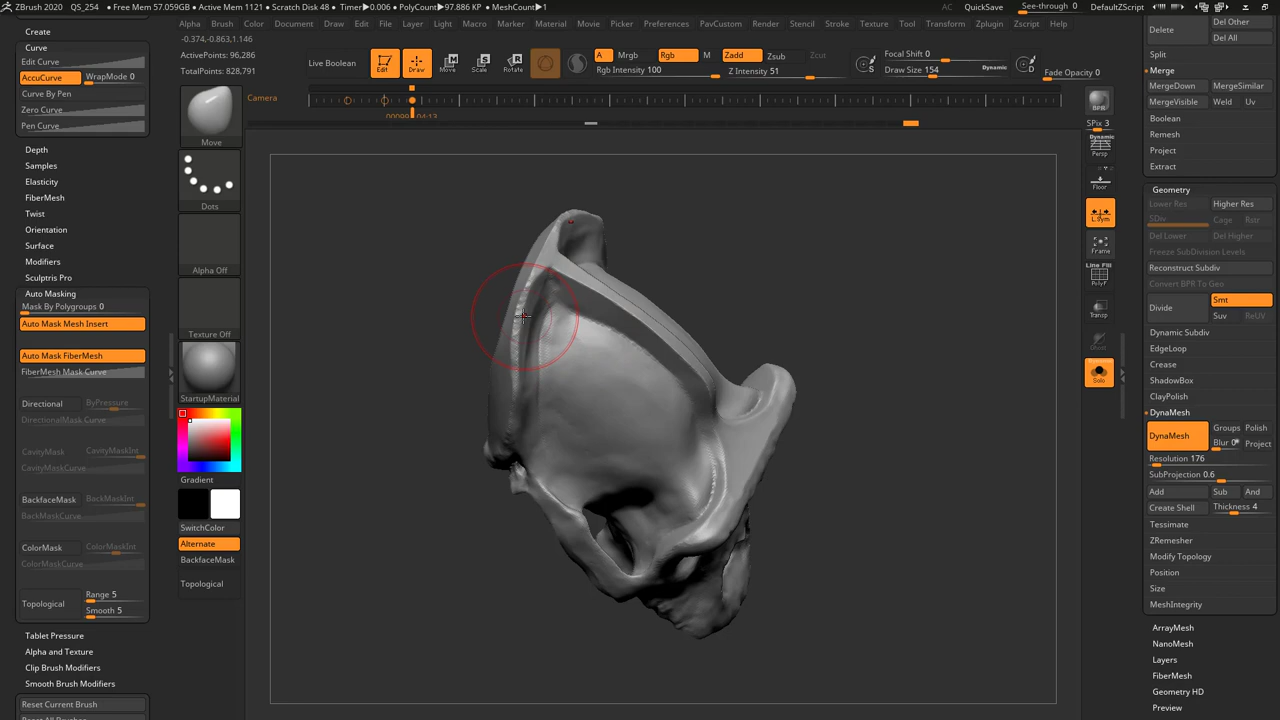 ZBrush 2020 QS_254 • Free Mem 57.059GB • Active Mem 1121 • Scratch Disk 48 • Timer▶0.006 • PolyCount▶97.886 KP • MeshCount▶1
AC QuickSave See-through 0 DefaultZScript
Alpha Brush Color Document Draw Edit File Layer Light Macro Marker Material Movie Picker Preferences PavCustom Render Stencil Stroke Texture Tool Transform Zplugin Zscript Help
-0.374,-0.863,1.146
ActivePoints: 96,286
TotalPoints: 828,791
Live Boolean
Edit
Draw
Move
Scale
Rotate
A Mrgb Rgb M Zadd Zsub Zcut
Rgb Intensity 100 Z Intensity 51
Focal Shift 0
Draw Size 154 Dynamic
Fade Opacity 0
S
D
Camera
Create
Curve
Edit Curve
AccuCurve WrapMode 0
Curve By Pen
Zero Curve
Pen Curve
Depth
Samples
Elasticity
FiberMesh
Twist
Orientation
Surface
Modifiers
Sculptris Pro
Auto Masking
Mask By Polygroups 0
Auto Mask Mesh Insert
Auto Mask FiberMesh
FiberMesh Mask Curve
Directional ByPressure
DirectionalMask Curve
CavityMask CavityMaskInt
CavityMaskCurve
BackfaceMask BackMaskInt
BackMaskCurve
ColorMask ColorMaskInt
ColorMaskCurve
Topological Range 5
Smooth 5
Tablet Pressure
Alpha and Texture
Clip Brush Modifiers
Smooth Brush Modifiers
Reset Current Brush
Move
Dots
Alpha Off
Texture Off
StartupMaterial
Gradient
SwitchColor
Alternate
BackfaceMask
Topological
BPR
SPix 3
Dynamic
Persp
Floor
L.Sym
Frame
Line Fill
PolyF
Transp
Ghost
Solo
Del Other
Delete Del All
Split
Merge
MergeDown MergeSimilar
MergeVisible Weld Uv
Boolean
Remesh
Project
Extract
Geometry
Lower Res Higher Res
SDiv Cage Rstr
Del Lower Del Higher
Freeze SubDivision Levels
Reconstruct Subdiv
Convert BPR To Geo
Divide Smt
Suv ReUV
Dynamic Subdiv
EdgeLoop
Crease
ShadowBox
ClayPolish
DynaMesh
DynaMesh Groups Polish
Blur 0 Project
Resolution 176
SubProjection 0.6
Add Sub And
Create Shell Thickness 4
Tessimate
ZRemesher
Modify Topology
Position
Size
MeshIntegrity
ArrayMesh
NanoMesh
Layers
FiberMesh
Geometry HD
Preview